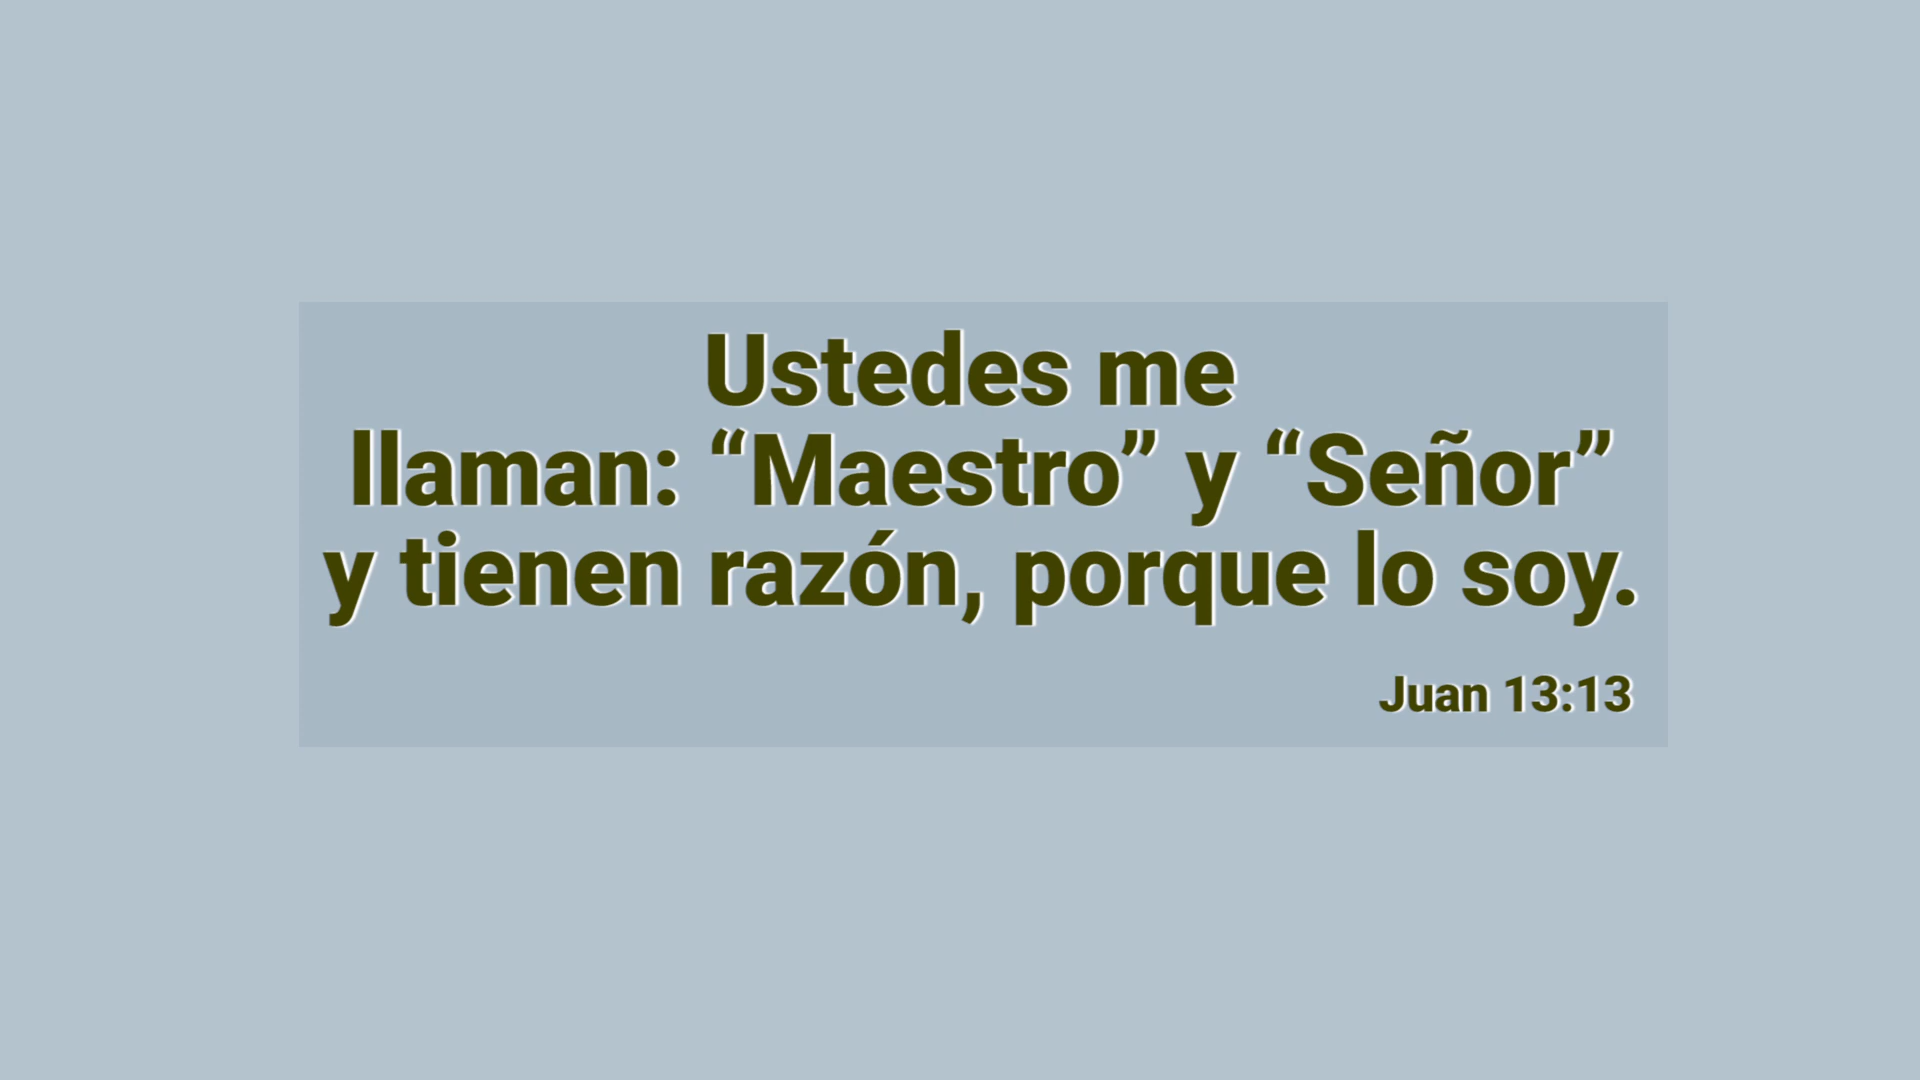 Ustedes me
llaman: “Maestro” y “Señor”
y tienen razón, porque lo soy.
Juan 13:13